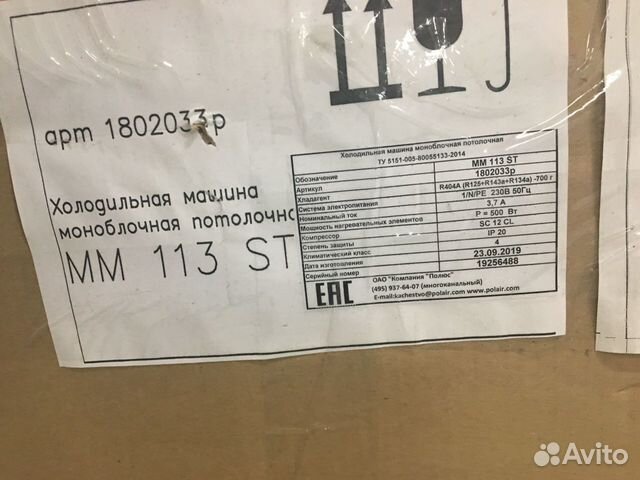 арт 1802033р
Холодильная машина
моноблочная потолочно
ММ 113 ST
Холодильная машина моноблочная потолочная
ТУ 5151-005-80055133-2014
Обозначение ММ 113 ST
Артикул 1802033р
Хладагент R404A (R125+R143a+R134a) -700 г
Система электропитания 1/N/PE 230В 50Гц
Номинальный ток 3,7 А
Мощность нагревательных элементов P = 500 Вт
Компрессор SC 12 CL
Степень защиты IP 20
Климатический класс 4
Дата изготовления 23.09.2019
Серийный номер 19256488
ЕАС
ОАО "Компания "Полюс"
(495) 937-64-07 (многоканальный)
E-mail:kachestvo@polair.com www.polair.com
Avito